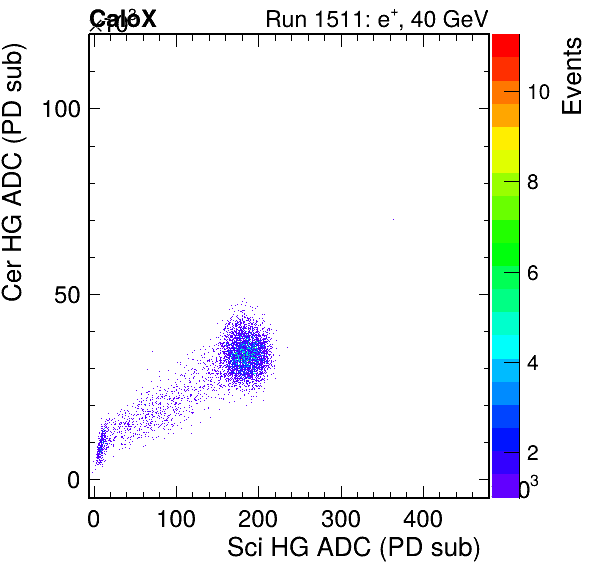 CaloX
×10³
Run 1511: e⁺, 40 GeV
Cer HG ADC (PD sub)
100
50
0
0 100 200 300 400
Sci HG ADC (PD sub)
Events
10
8
6
4
2